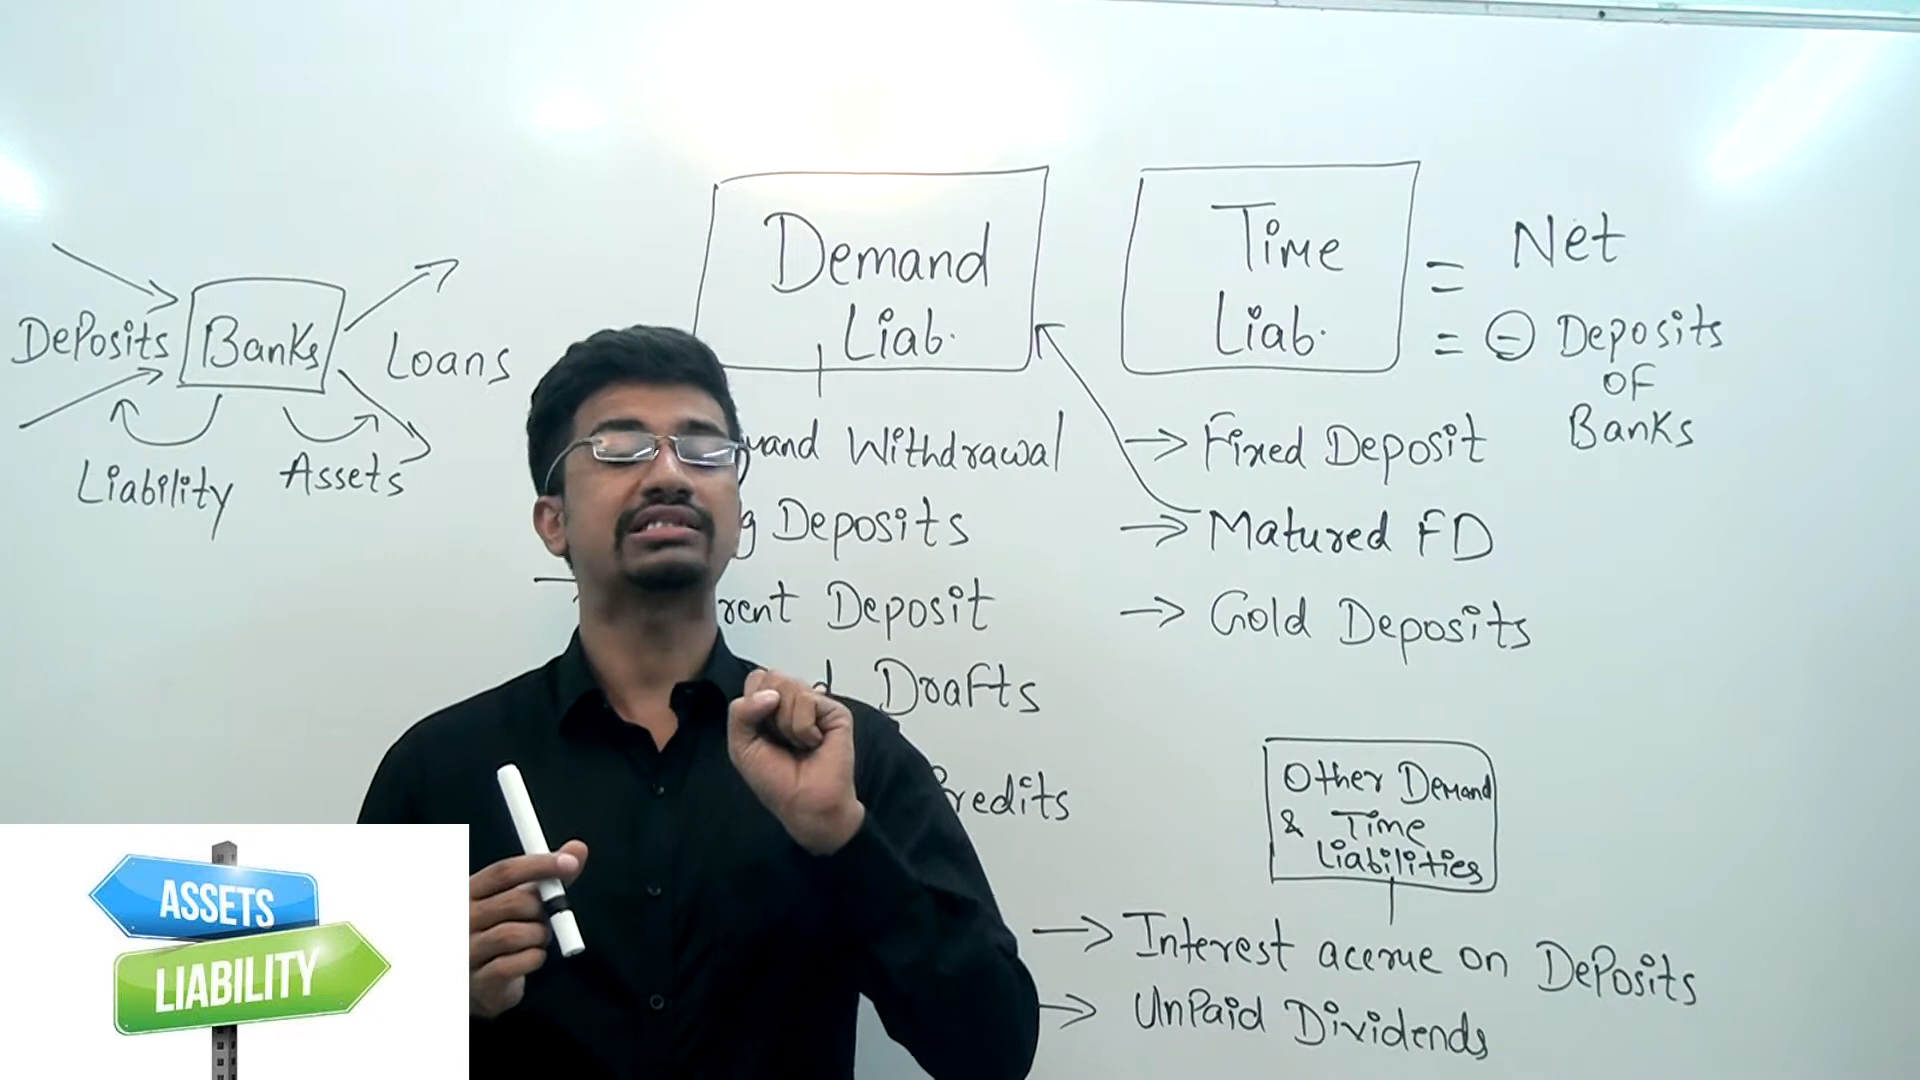 Deposits
Banks
Loans
Liability
Assets
Demand
Liab.
Withdrawal
Deposits
Deposit
Drafts
Time
Liab.
= Net
= ⊖ Deposits
OF
Banks
→ Fixed Deposit
→ Matured FD
→ Gold Deposits
Other Demand
& Time
Liabilities
→ Interest accrue on Deposits
→ UnPaid Dividends
ASSETS
LIABILITY